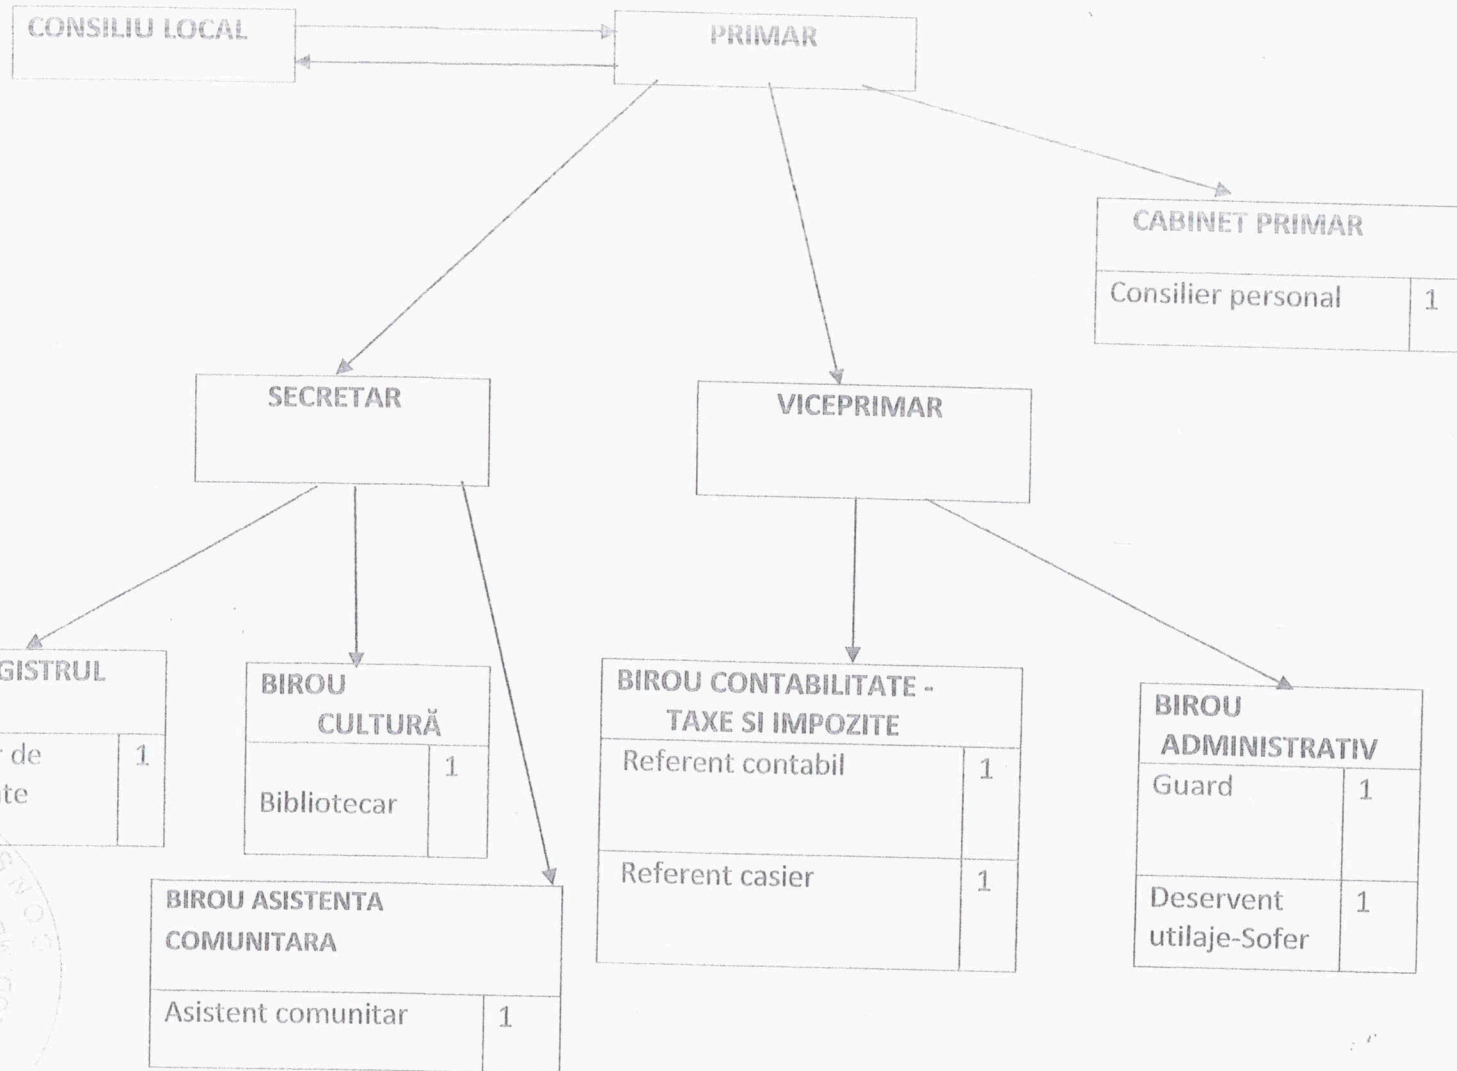 CONSILIU LOCAL
PRIMAR
CABINET PRIMAR
Consilier personal 1
SECRETAR
VICEPRIMAR
GISTRUL
de 1
BIROU
CULTURĂ
1
Bibliotecar
BIROU ASISTENTA
COMUNITARA
Asistent comunitar 1
BIROU CONTABILITATE -
TAXE SI IMPOZITE
Referent contabil 1
Referent casier 1
BIROU
ADMINISTRATIV
Guard 1
Deservent 1
utilaje-Sofer